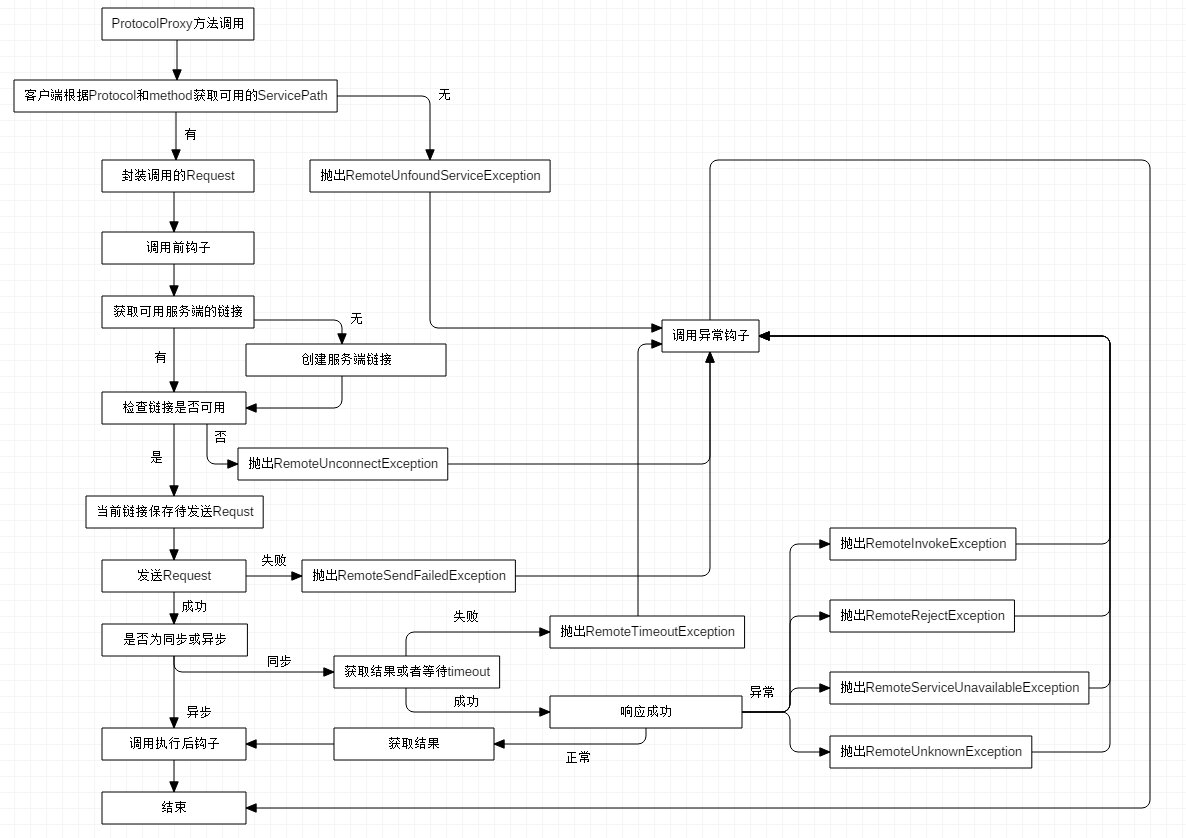 ProtocolProxy方法调用
客户端根据Protocol和method获取可用的ServicePath
无
有
封装调用的Request
抛出RemoteUnfoundServiceException
调用前钩子
获取可用服务端的链接
无
调用异常钩子
有
创建服务端链接
检查链接是否可用
否
是
抛出RemoteUnconnectException
当前链接保存待发送Requst
抛出RemoteInvokeException
失败
发送Request
抛出RemoteSendFailedException
成功
抛出RemoteRejectException
失败
是否为同步或异步
抛出RemoteTimeoutException
同步
获取结果或者等待timeout
抛出RemoteServiceUnavailableException
异常
成功
异步
响应成功
调用执行后钩子
获取结果
正常
抛出RemoteUnknownException
结束